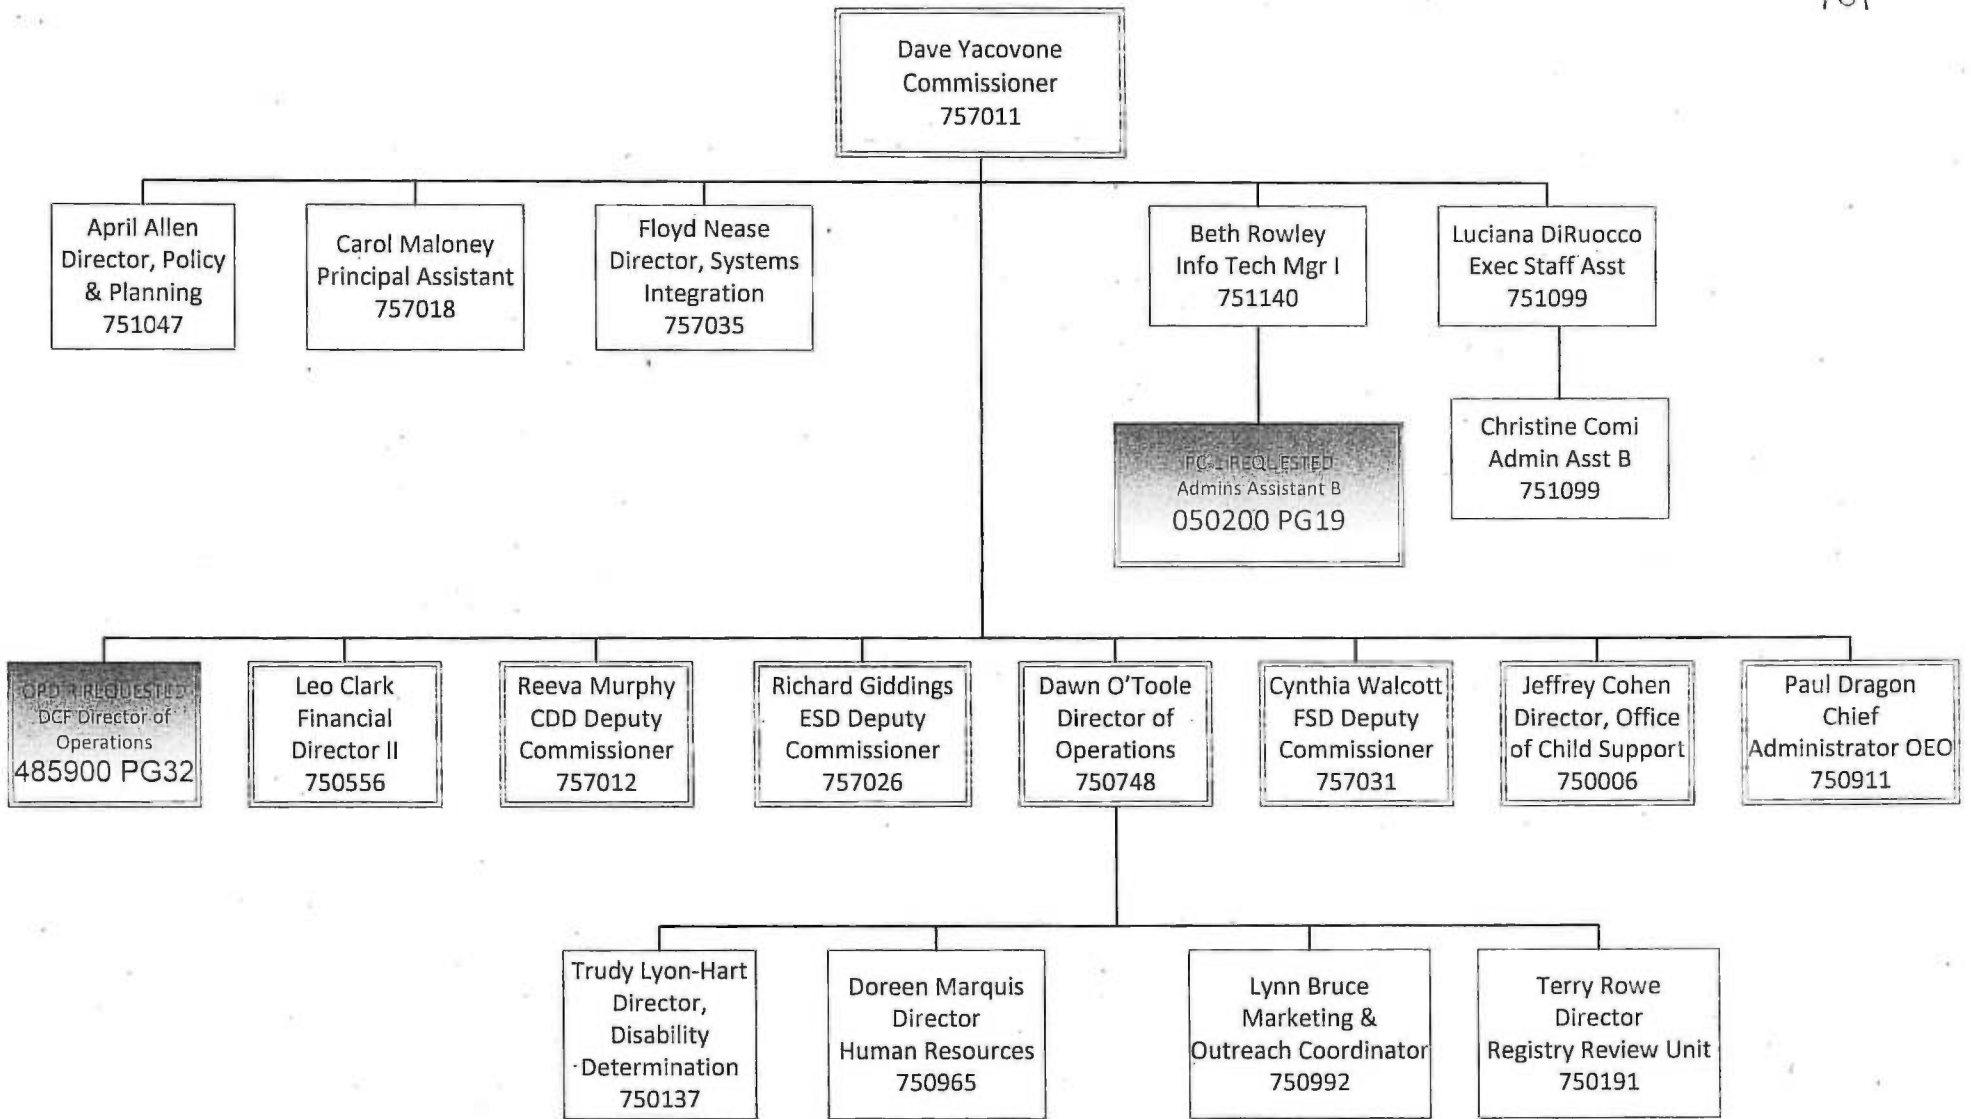 Dave Yacovone
Commissioner
757011
April Allen
Director, Policy
& Planning
751047
Carol Maloney
Principal Assistant
757018
Floyd Nease
Director, Systems
Integration
757035
Beth Rowley
Info Tech Mgr I
751140
Luciana DiRuocco
Exec Staff Asst
751099
REQUESTED
Admins Assistant B
050200 PG19
Christine Comi
Admin Asst B
751099
REQUESTED
DCF Director of
Operations
485900 PG32
Leo Clark
Financial
Director II
750556
Reeva Murphy
CDD Deputy
Commissioner
757012
Richard Giddings
ESD Deputy
Commissioner
757026
Dawn O'Toole
Director of
Operations
750748
Cynthia Walcott
FSD Deputy
Commissioner
757031
Jeffrey Cohen
Director, Office
of Child Support
750006
Paul Dragon
Chief
Administrator OEO
750911
Trudy Lyon-Hart
Director,
Disability
Determination
750137
Doreen Marquis
Director
Human Resources
750965
Lynn Bruce
Marketing &
Outreach Coordinator
750992
Terry Rowe
Director
Registry Review Unit
750191